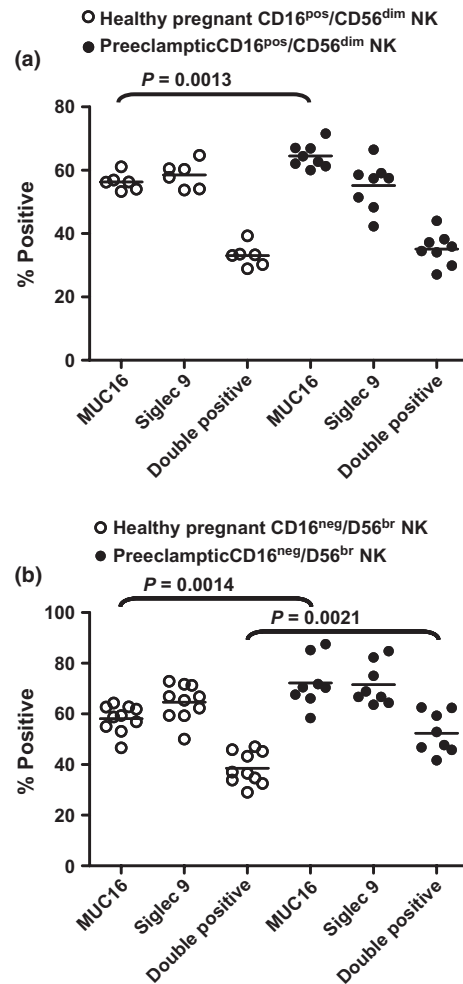 Healthy pregnant CD16pos/CD56dim NK
PreeclampticCD16pos/CD56dim NK
(a)
P = 0.0013
80
60
40
20
0
% Positive
MUC16
Siglec 9
Double positive
MUC16
Siglec 9
Double positive
Healthy pregnant CD16neg/D56br NK
PreeclampticCD16neg/D56br NK
(b)
P = 0.0014
P = 0.0021
100
80
60
40
20
0
% Positive
MUC16
Siglec 9
Double positive
MUC16
Siglec 9
Double positive